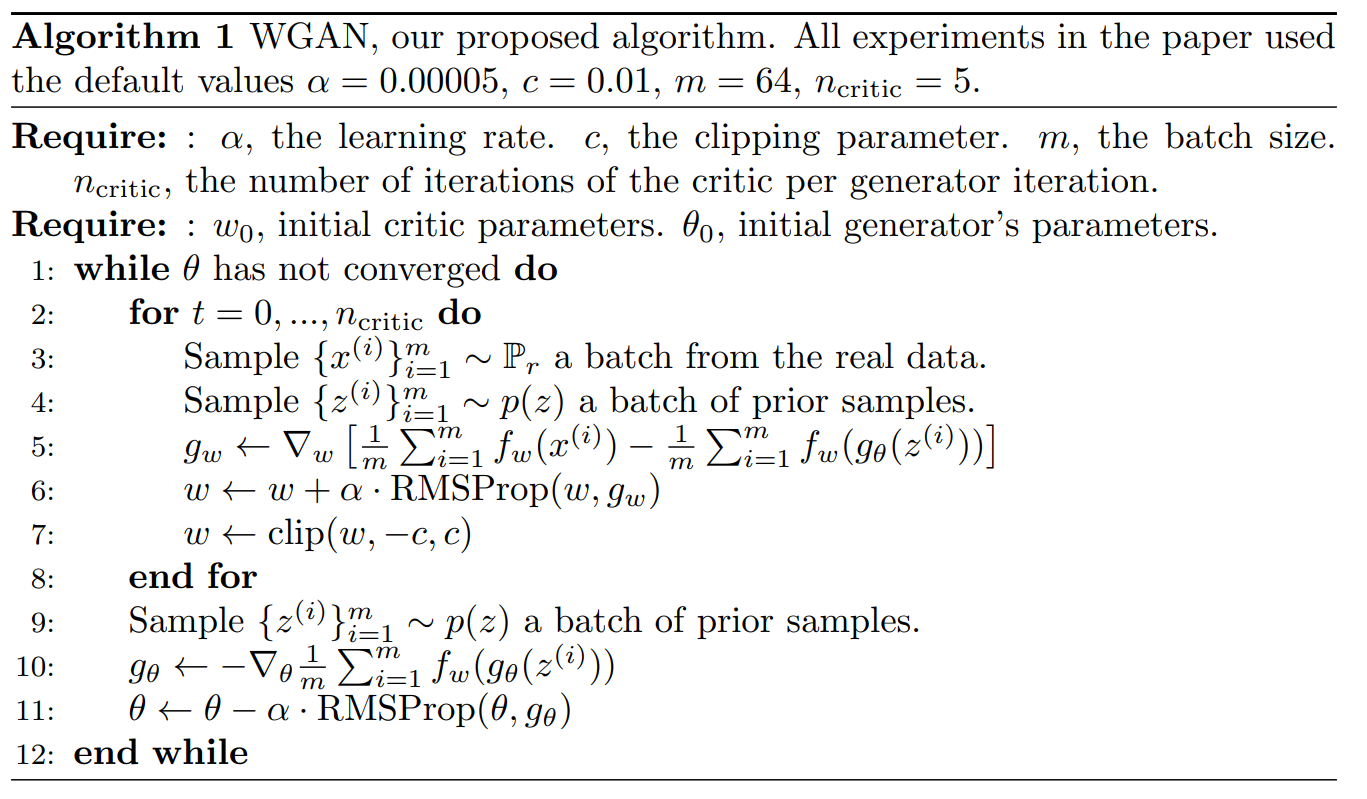 Algorithm 1 WGAN, our proposed algorithm. All experiments in the paper used
the default values α = 0.00005, c = 0.01, m = 64, n_critic = 5.
Require: : α, the learning rate. c, the clipping parameter. m, the batch size.
n_critic, the number of iterations of the critic per generator iteration.
Require: : w_0, initial critic parameters. θ_0, initial generator's parameters.
1: while θ has not converged do
2: for t = 0, ..., n_critic do
3: Sample {x^{(i)}}_{i=1}^m ∼ ℙ_r a batch from the real data.
4: Sample {z^{(i)}}_{i=1}^m ∼ p(z) a batch of prior samples.
5: g_w ← ∇_w [\frac{1}{m} ∑_{i=1}^m f_w(x^{(i)}) − \frac{1}{m} ∑_{i=1}^m f_w(g_θ(z^{(i)}))]
6: w ← w + α · RMSProp(w, g_w)
7: w ← clip(w, −c, c)
8: end for
9: Sample {z^{(i)}}_{i=1}^m ∼ p(z) a batch of prior samples.
10: g_θ ← −∇_θ \frac{1}{m} ∑_{i=1}^m f_w(g_θ(z^{(i)}))
11: θ ← θ − α · RMSProp(θ, g_θ)
12: end while